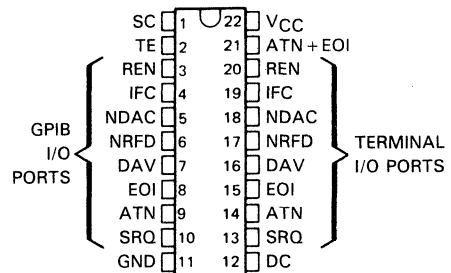 SC 1 22 VCC
TE 2 21 ATN + EOI
REN 3 20 REN
IFC 4 19 IFC
NDAC 5 18 NDAC
GPIB I/O PORTS
NRFD 6 17 NRFD
TERMINAL I/O PORTS
DAV 7 16 DAV
EOI 8 15 EOI
ATN 9 14 ATN
SRQ 10 13 SRQ
GND 11 12 DC